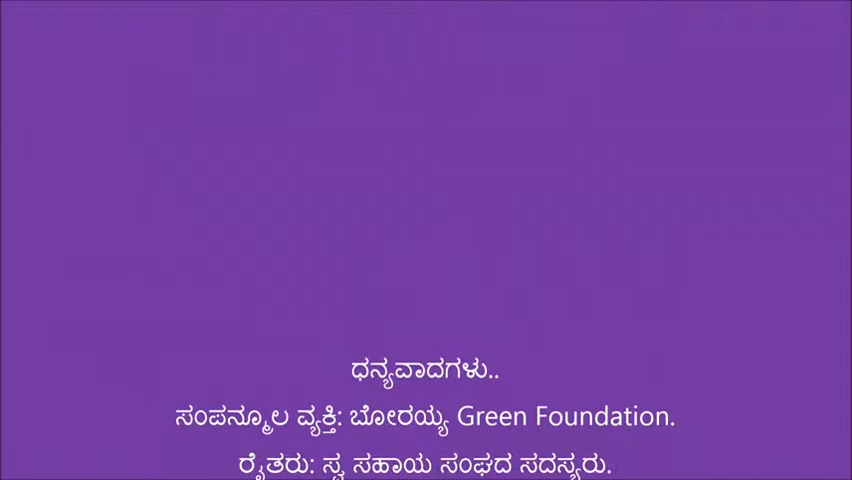 ಧನ್ಯವಾದಗಳು..
ಸಂಪನ್ಮೂಲ ವ್ಯಕ್ತಿ: ಬೋರಯ್ಯ Green Foundation.
ರೈತರು: ಸ್ವ ಸಹಾಯ ಸಂಘದ ಸದಸ್ಯರು.